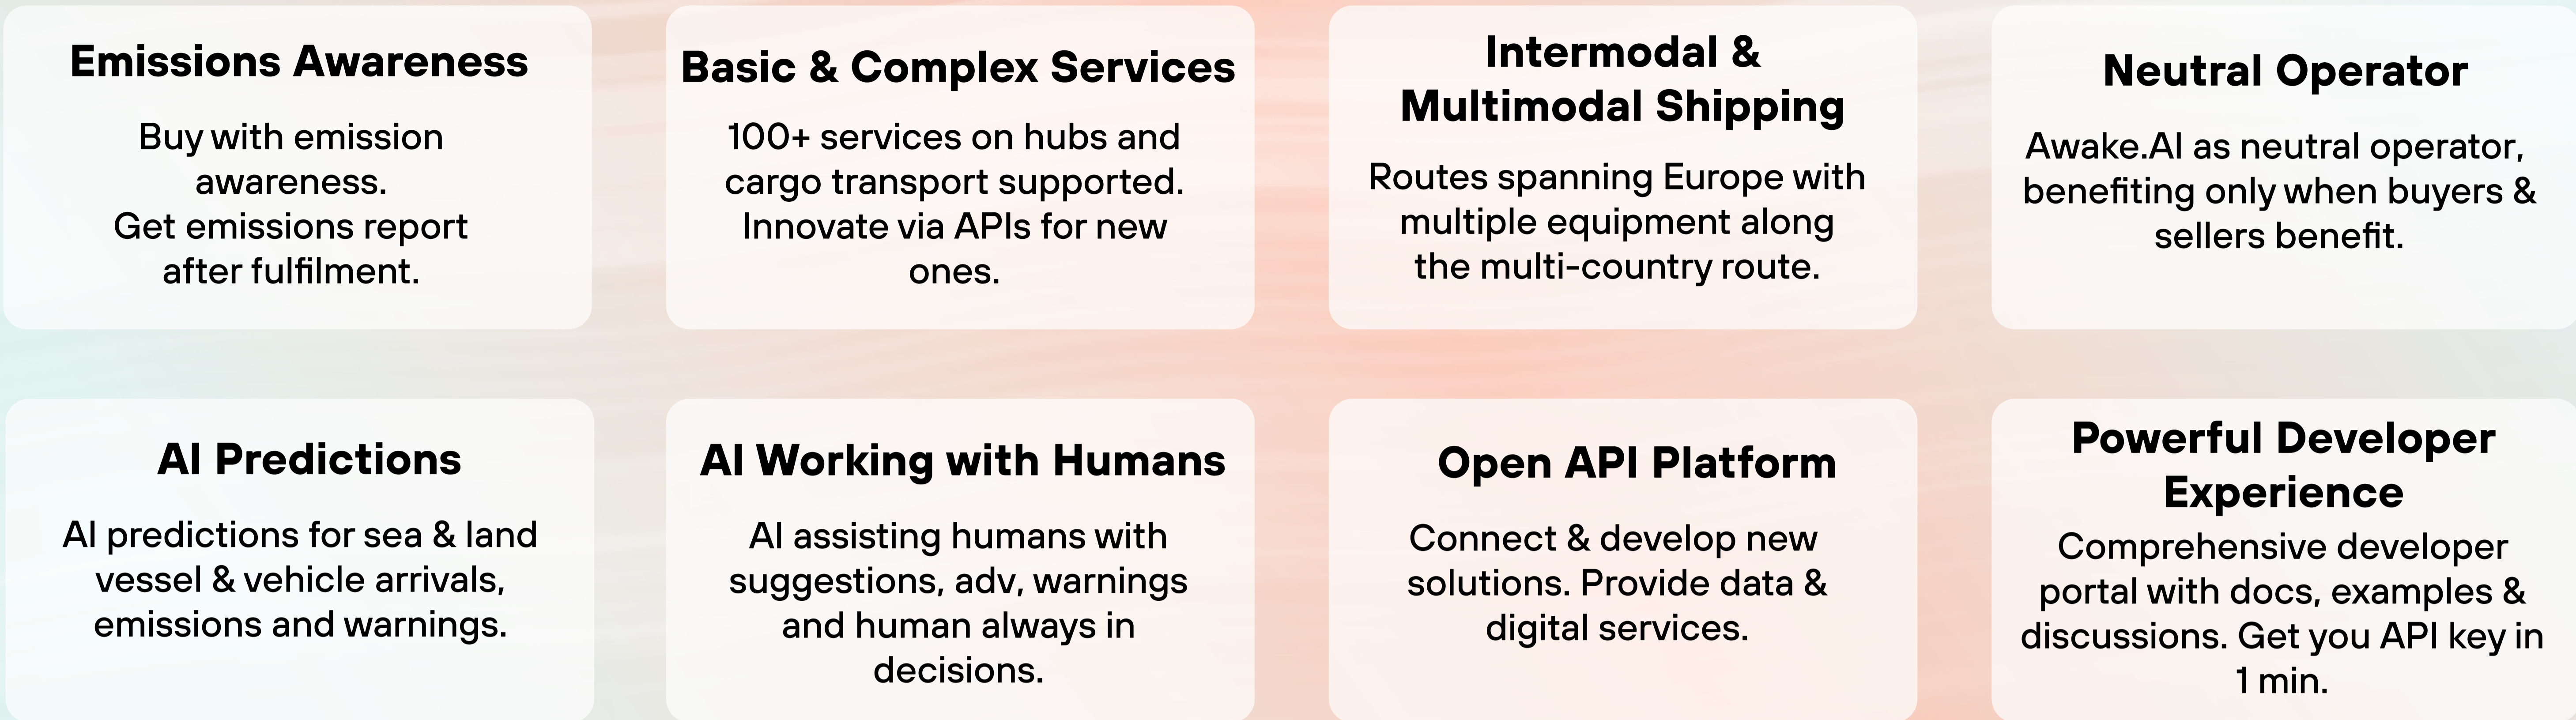 Emissions Awareness
Buy with emission
awareness.
Get emissions report
after fulfilment.
Basic & Complex Services
100+ services on hubs and
cargo transport supported.
Innovate via APIs for new
ones.
Intermodal &
Multimodal Shipping
Routes spanning Europe with
multiple equipment along
the multi-country route.
Neutral Operator
Awake.AI as neutral operator,
benefiting only when buyers &
sellers benefit.
AI Predictions
AI predictions for sea & land
vessel & vehicle arrivals,
emissions and warnings.
AI Working with Humans
AI assisting humans with
suggestions, adv, warnings
and human always in
decisions.
Open API Platform
Connect & develop new
solutions. Provide data &
digital services.
Powerful Developer
Experience
Comprehensive developer
portal with docs, examples &
discussions. Get you API key in
1 min.